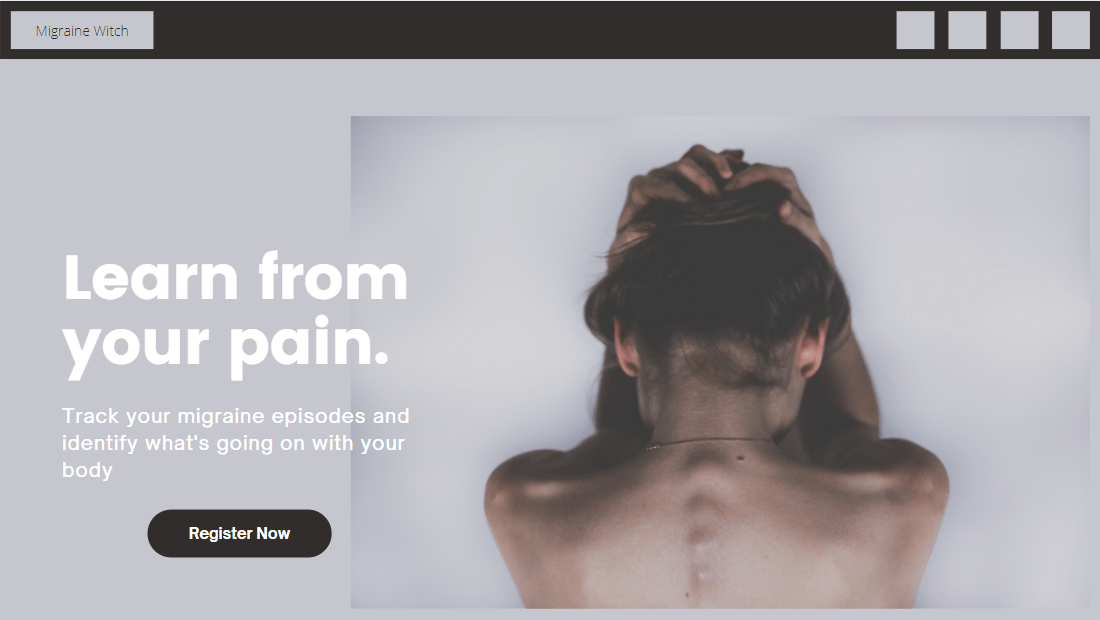 Migraine Witch
Learn from
your pain.
Track your migraine episodes and
identify what's going on with your
body
Register Now